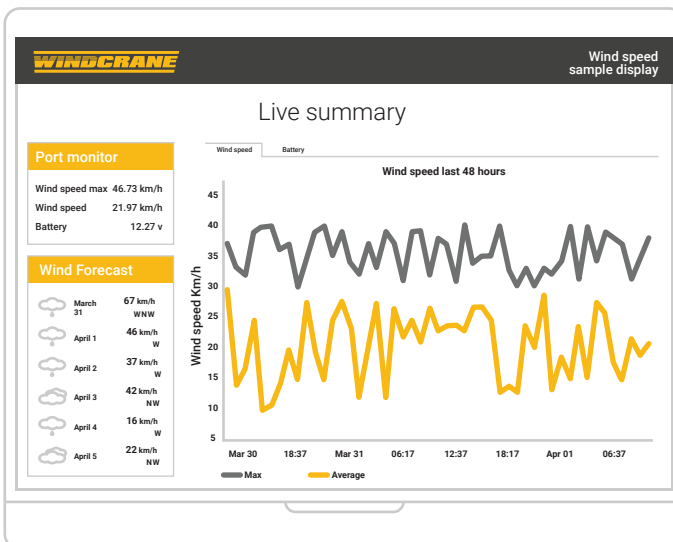 WINDCRANE
Wind speed
sample display
Live summary
Port monitor
Wind speed max 46.73 km/h
Wind speed 21.97 km/h
Battery 12.27 v
Wind Forecast
March 31 67 km/h WNW
April 1 46 km/h W
April 2 37 km/h W
April 3 42 km/h NW
April 4 16 km/h W
April 5 22 km/h NW
Wind speed Battery
Wind speed last 48 hours
Wind speed Km/h
45
40
35
30
25
20
15
10
5
Mar 30 18:37 Mar 31 06:17 12:37 18:17 Apr 01 06:37
Max Average